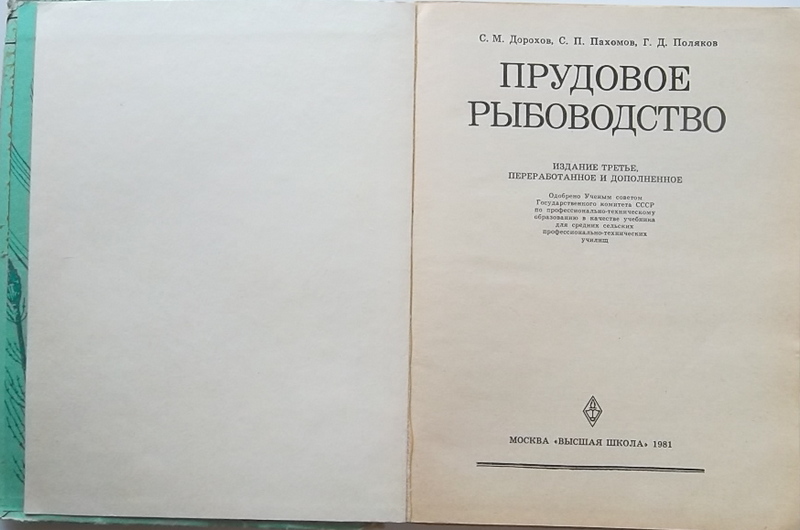 С. М. Дорохов, С. П. Пахомов, Г. Д. Поляков
ПРУДОВОЕ
РЫБОВОДСТВО
ИЗДАНИЕ ТРЕТЬЕ,
ПЕРЕРАБОТАННОЕ И ДОПОЛНЕННОЕ
Одобрено Ученым советом
Государственного комитета СССР
по профессионально-техническому
образованию в качестве учебника
для средних сельских
профессионально-технических
училищ
МОСКВА «ВЫСШАЯ ШКОЛА» 1981